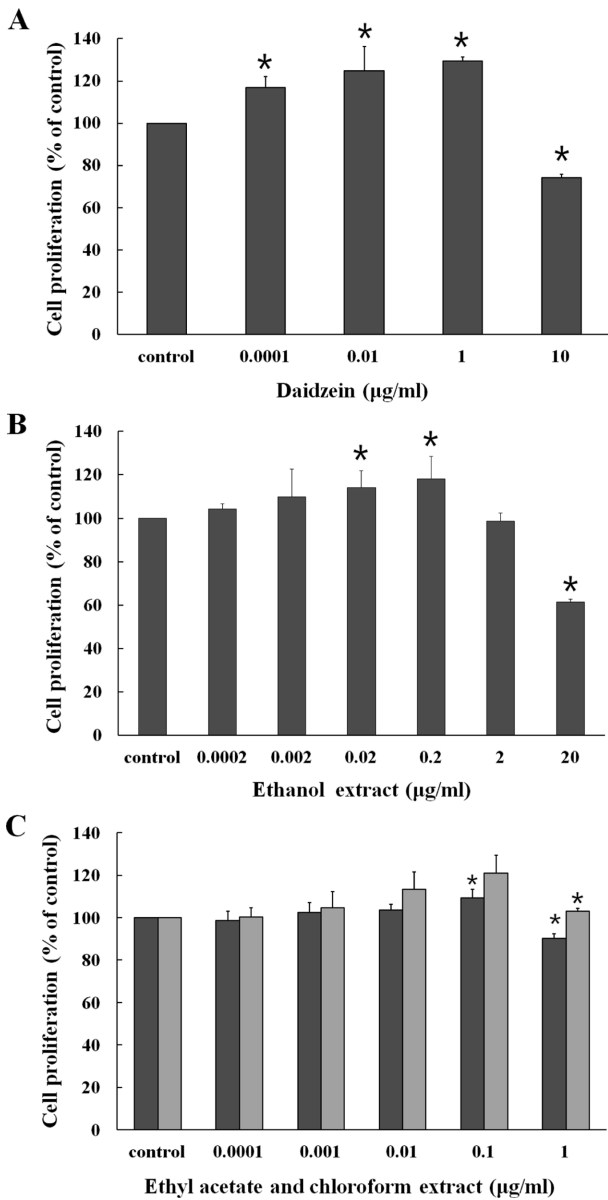 A
Cell proliferation (% of control)
140
120
100
80
60
40
20
0
* * * *
control 0.0001 0.01 1 10
Daidzein (µg/ml)
B
Cell proliferation (% of control)
140
120
100
80
60
40
20
0
* * *
control 0.0002 0.002 0.02 0.2 2 20
Ethanol extract (µg/ml)
C
Cell proliferation (% of control)
140
120
100
80
60
40
20
0
* * *
control 0.0001 0.001 0.01 0.1 1
Ethyl acetate and chloroform extract (µg/ml)